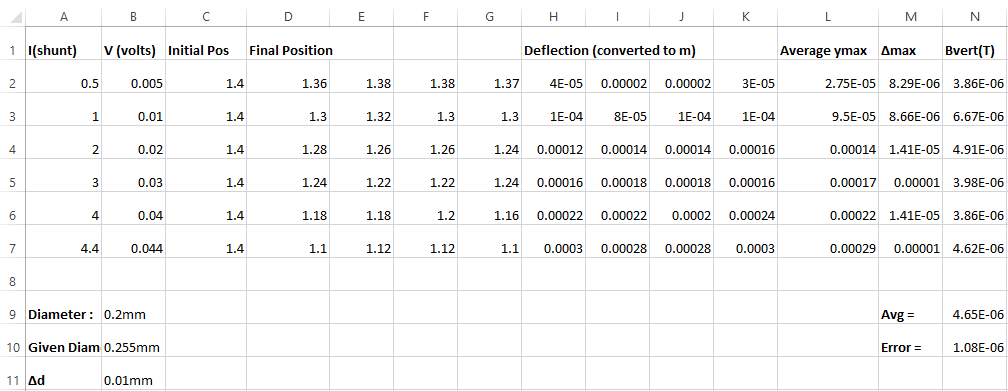 A B C D E F G H I J K L M N
1 I(shunt) V (volts) Initial Pos Final Position Deflection (converted to m) Average ymax Δmax Bvert(T)
2 0.5 0.005 1.4 1.36 1.38 1.38 1.37 4E-05 0.00002 0.00002 3E-05 2.75E-05 8.29E-06 3.86E-06
3 1 0.01 1.4 1.3 1.32 1.3 1.3 1E-04 8E-05 1E-04 1E-04 9.5E-05 8.66E-06 6.67E-06
4 2 0.02 1.4 1.28 1.26 1.26 1.24 0.00012 0.00014 0.00014 0.00016 0.00014 1.41E-05 4.91E-06
5 3 0.03 1.4 1.24 1.22 1.22 1.24 0.00016 0.00018 0.00018 0.00016 0.00017 0.00001 3.98E-06
6 4 0.04 1.4 1.18 1.18 1.2 1.16 0.00022 0.00022 0.0002 0.00024 0.00022 1.41E-05 3.86E-06
7 4.4 0.044 1.4 1.1 1.12 1.12 1.1 0.0003 0.00028 0.00028 0.0003 0.00029 0.00001 4.62E-06
8
9 Diameter : 0.2mm Avg = 4.65E-06
10 Given Diam 0.255mm Error = 1.08E-06
11 Δd 0.01mm